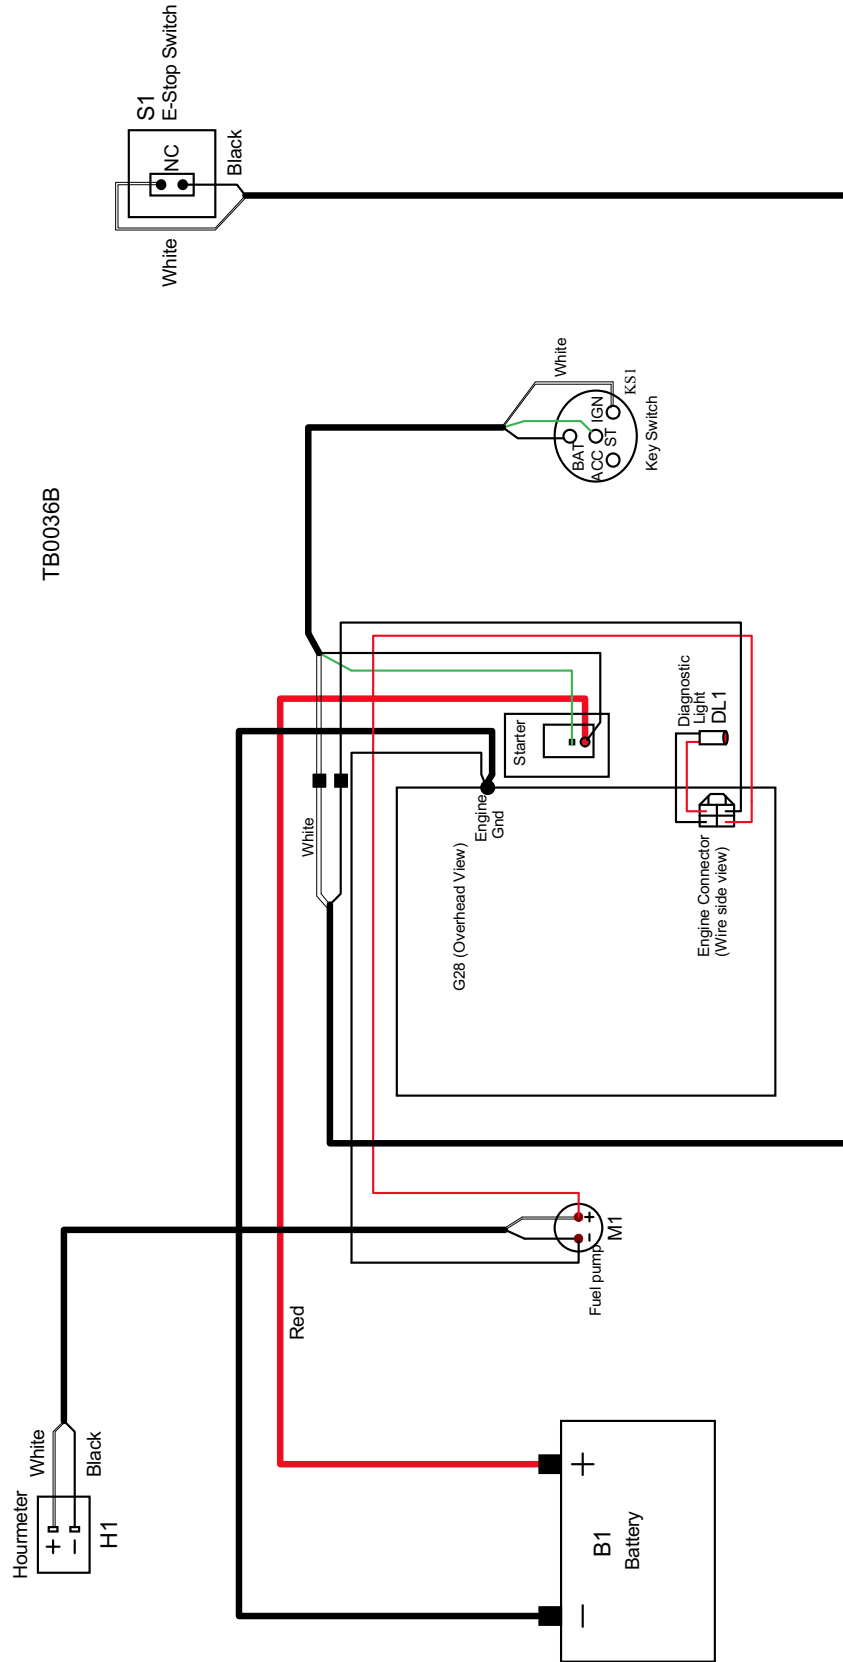 TB0036B
S1
E-Stop Switch
NC
White
Black
White
KS1
BAT
ACC
ST
IGN
Key Switch
White
Starter
Diagnostic
Light
DL1
Engine
Gnd
G28 (Overhead View)
Engine Connector
(Wire side view)
Fuel pump
M1
+
−
Red
Hourmeter
White
Black
+
−
H1
B1
Battery
+
−